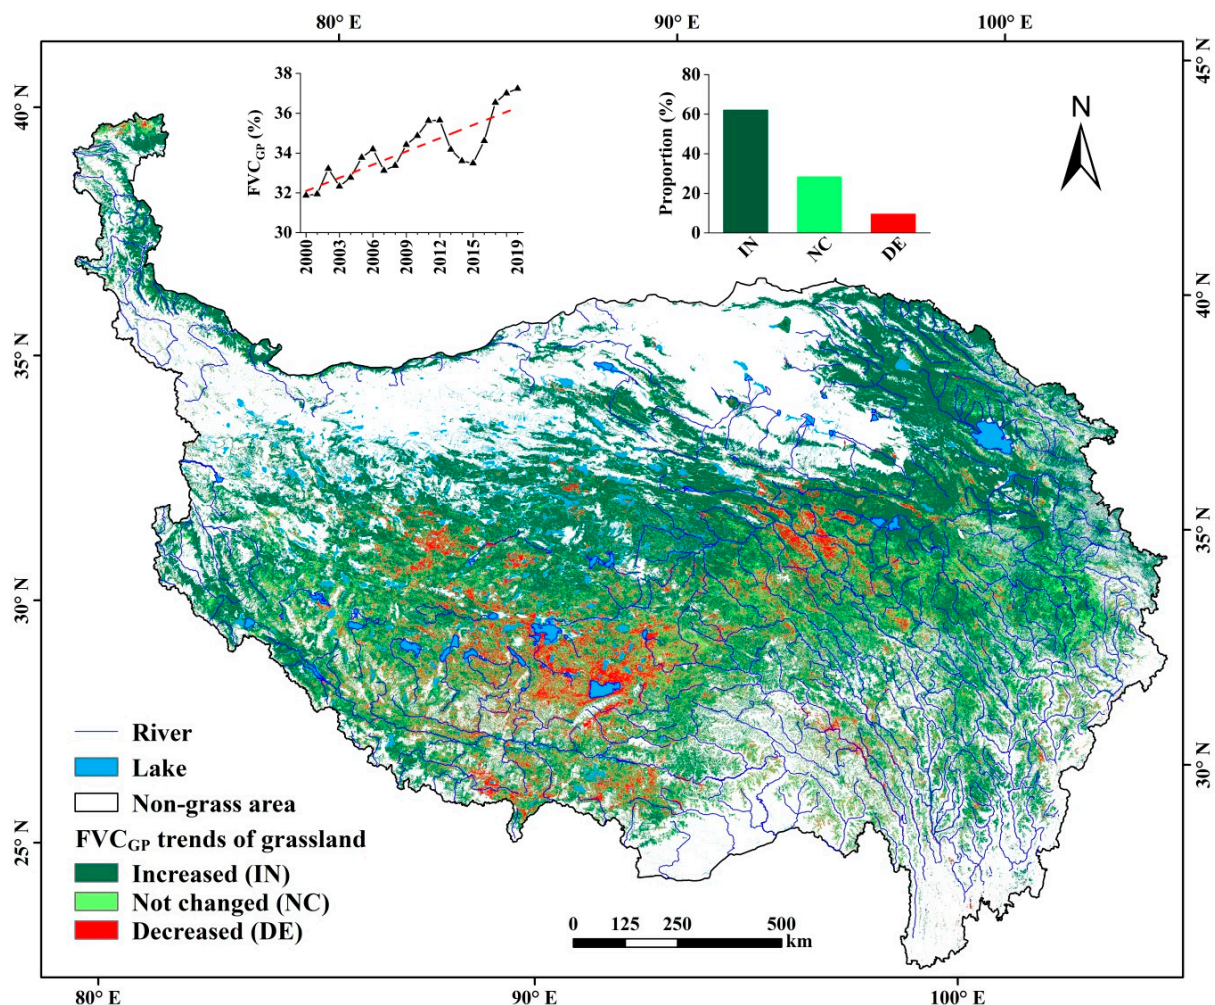 80° E
90° E
100° E
45° N
40° N
35° N
30° N
25° N
40° N
35° N
30° N
80° E
90° E
100° E
FVCGP (%)
38
36
34
32
30
2000
2003
2006
2009
2012
2015
2019
Proportion (%)
80
60
40
20
0
IN
NC
DE
N
River
Lake
Non-grass area
FVCGP trends of grassland
Increased (IN)
Not changed (NC)
Decreased (DE)
0 125 250 500
km